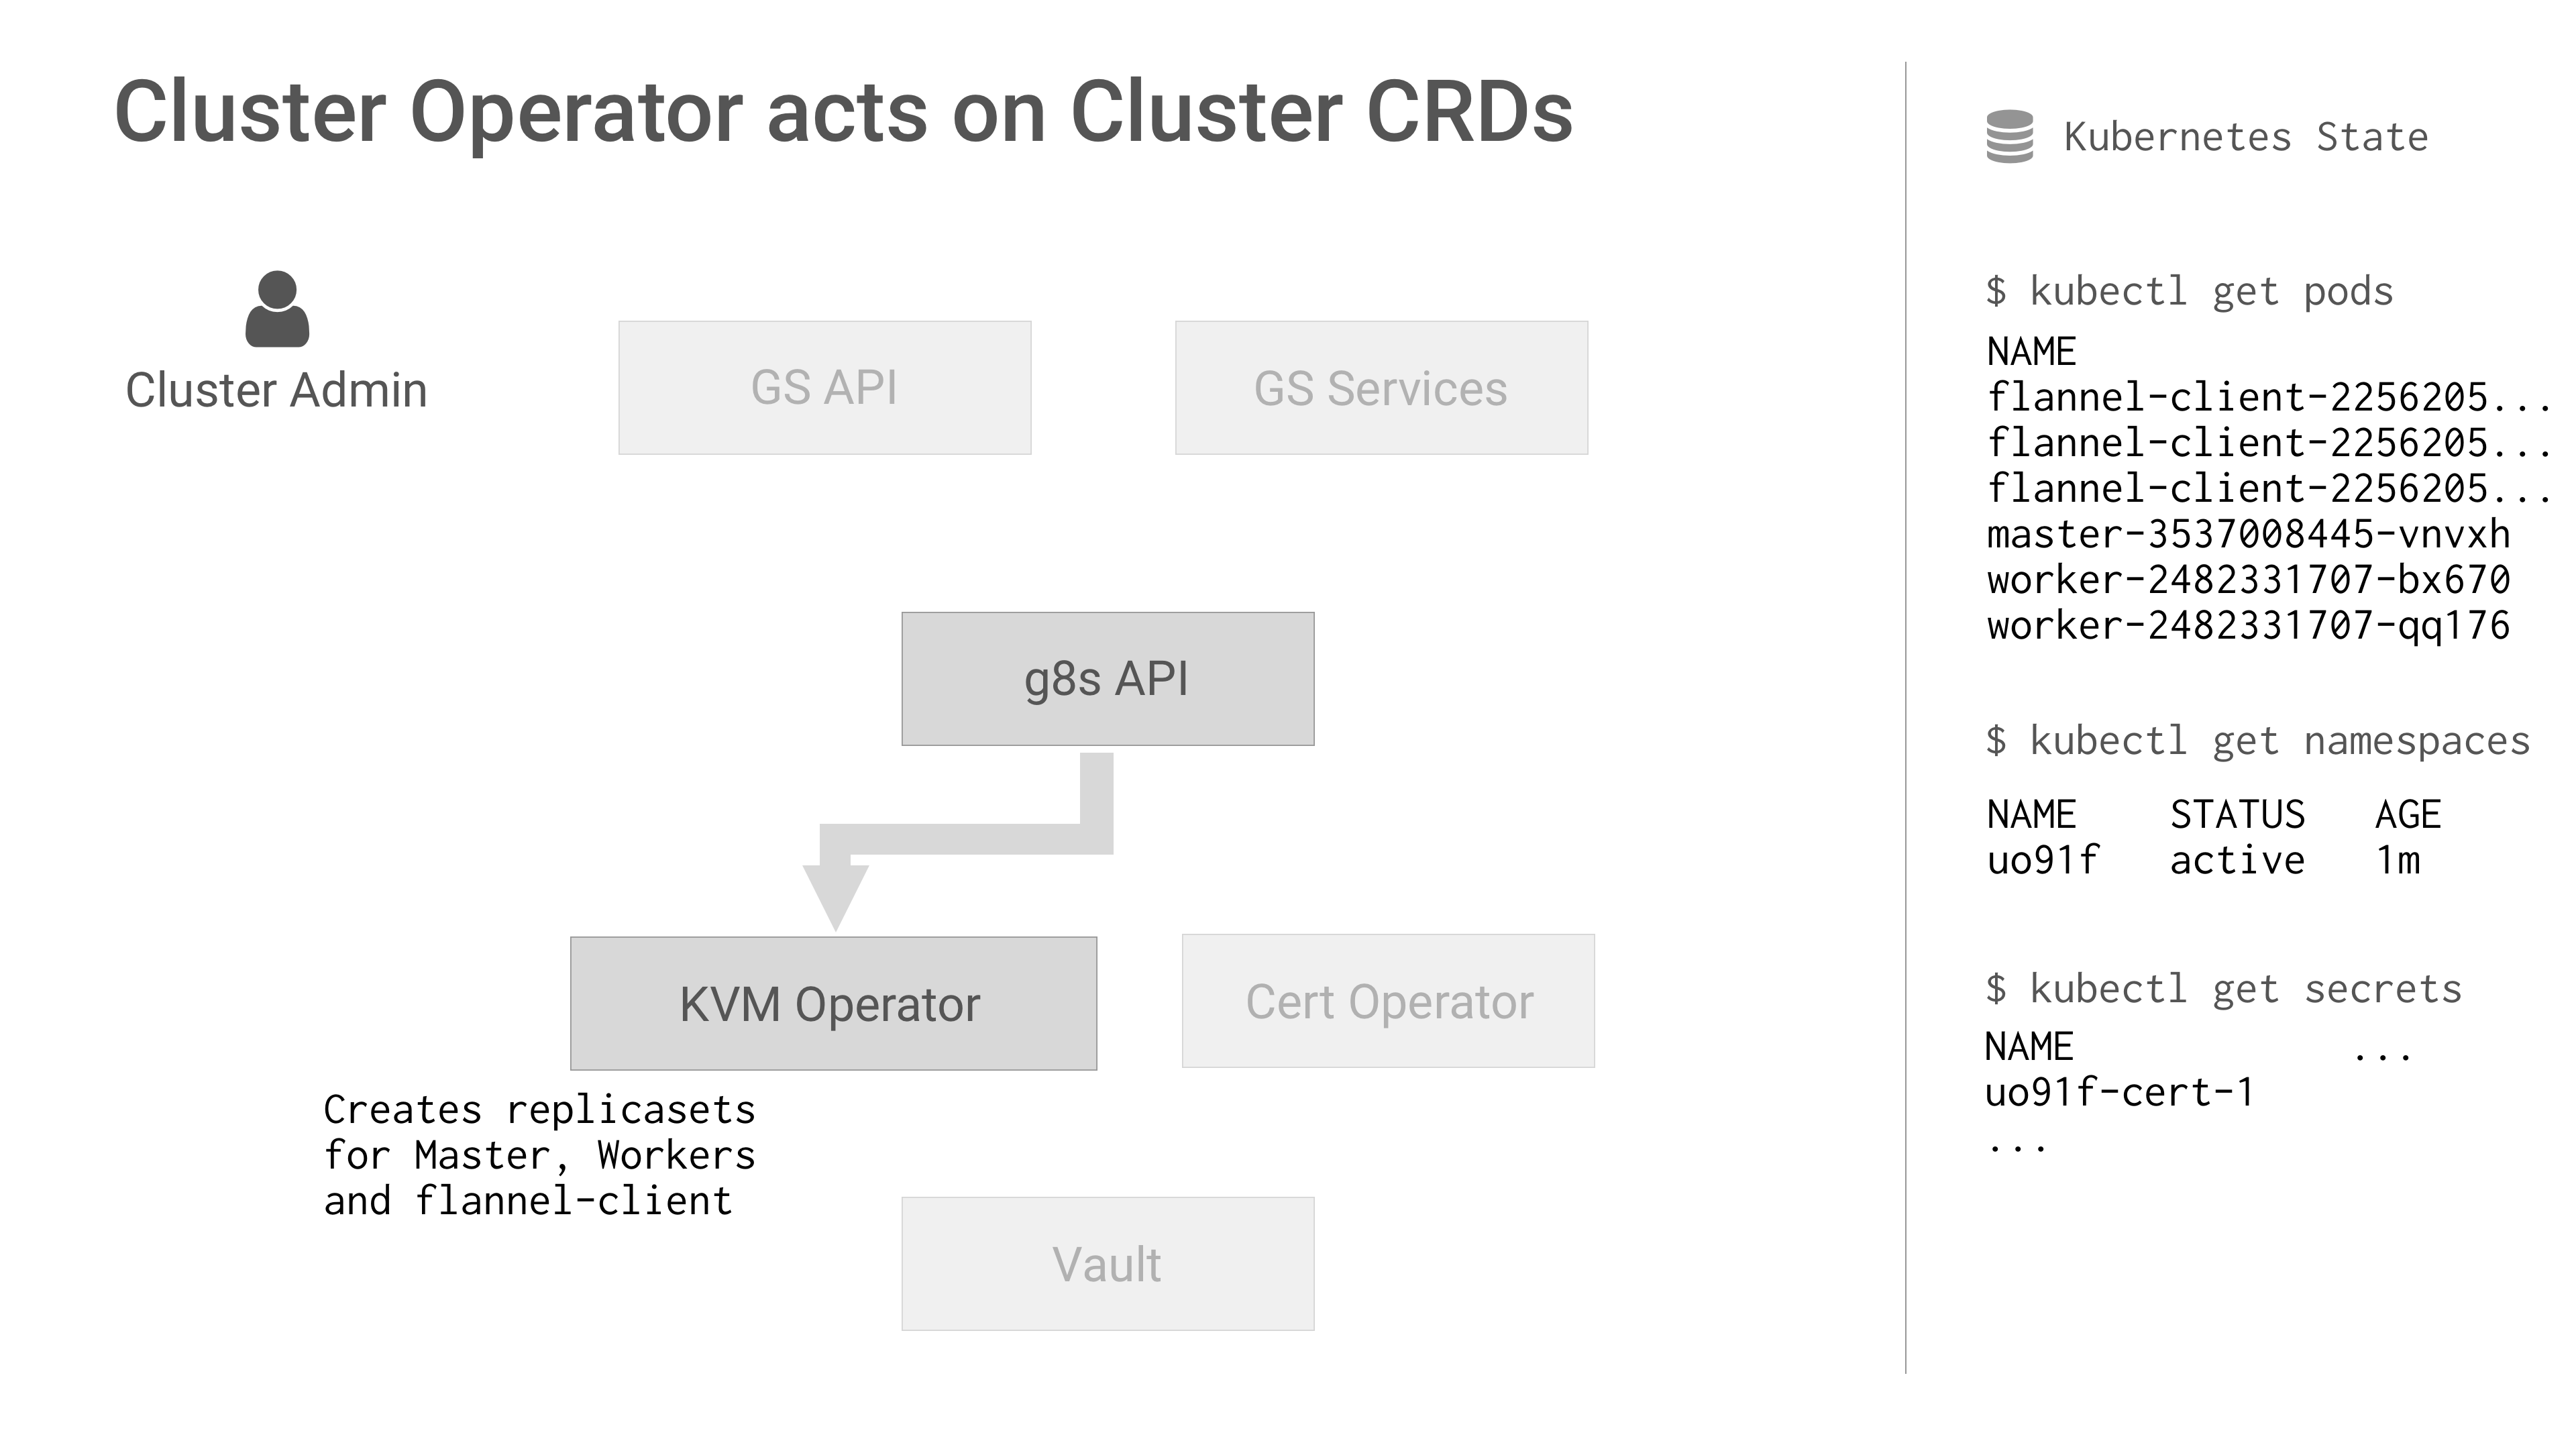 Cluster Operator acts on Cluster CRDs
Cluster Admin
GS API
GS Services
g8s API
KVM Operator
Cert Operator
Creates replicasets
for Master, Workers
and flannel-client
Vault
Kubernetes State
$ kubectl get pods
NAME
flannel-client-2256205...
flannel-client-2256205...
flannel-client-2256205...
master-3537008445-vnvxh
worker-2482331707-bx670
worker-2482331707-qq176
$ kubectl get namespaces
NAME STATUS AGE
uo91f active 1m
$ kubectl get secrets
NAME ...
uo91f-cert-1
...